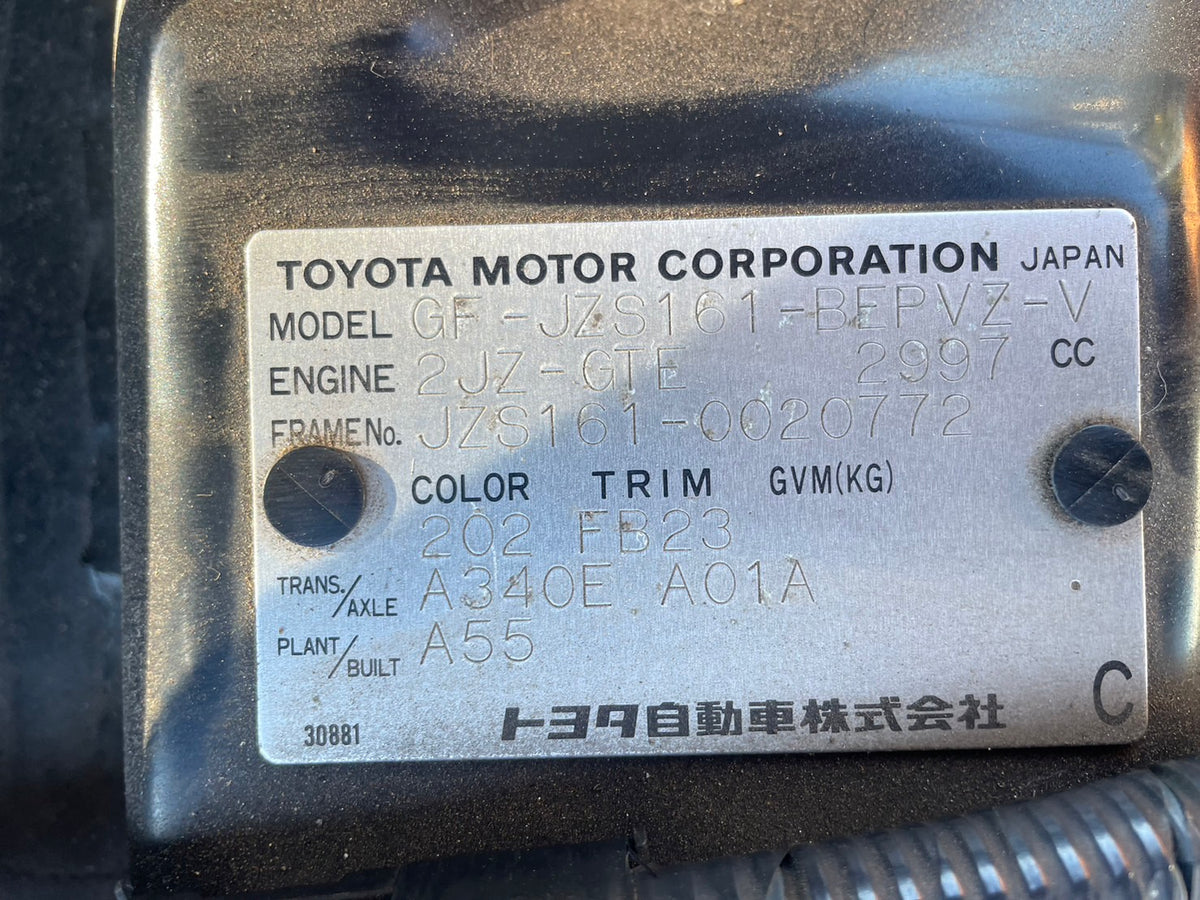 TOYOTA MOTOR CORPORATION JAPAN
MODEL GF-JZS161-BEPVZ-V
ENGINE 2JZ-GTE 2997 CC
FRAME No. JZS161-0020772
COLOR TRIM GVM(KG)
202 FB23
TRANS./AXLE A340E A01A
PLANT/BUILT A55
30881 トヨタ自動車株式会社 C